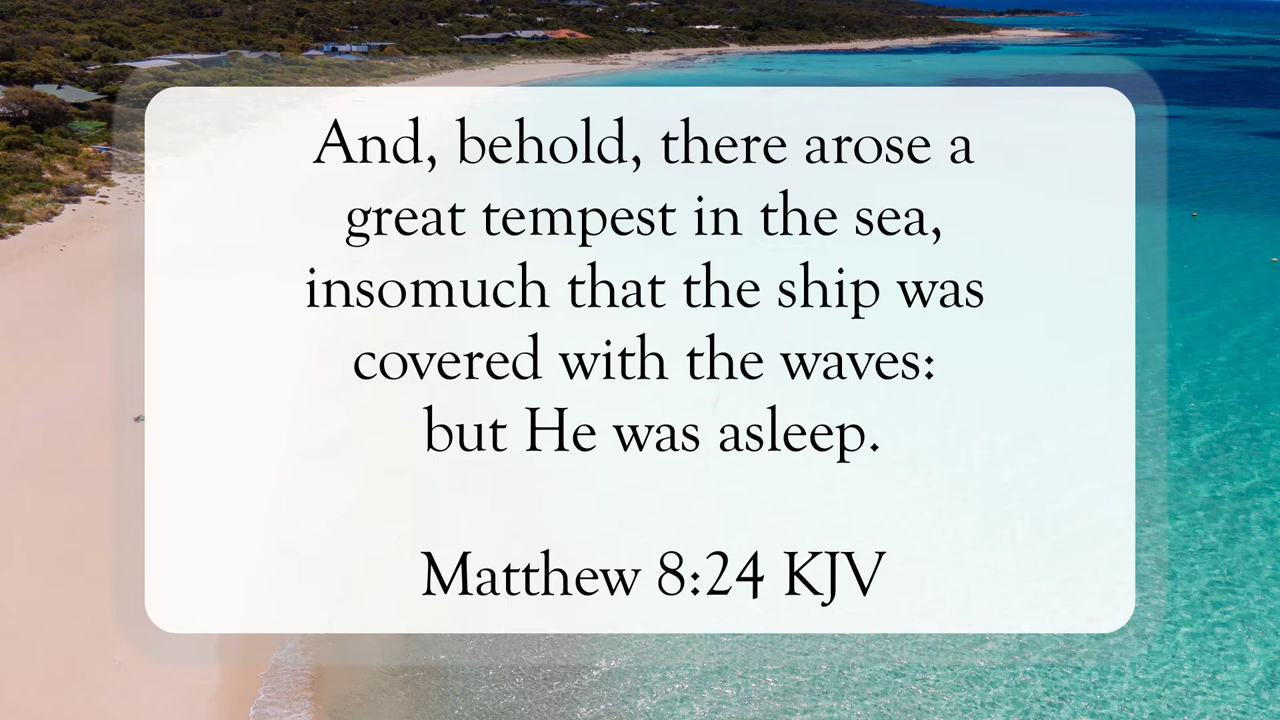 And, behold, there arose a
great tempest in the sea,
insomuch that the ship was
covered with the waves:
but He was asleep.
Matthew 8:24 KJV